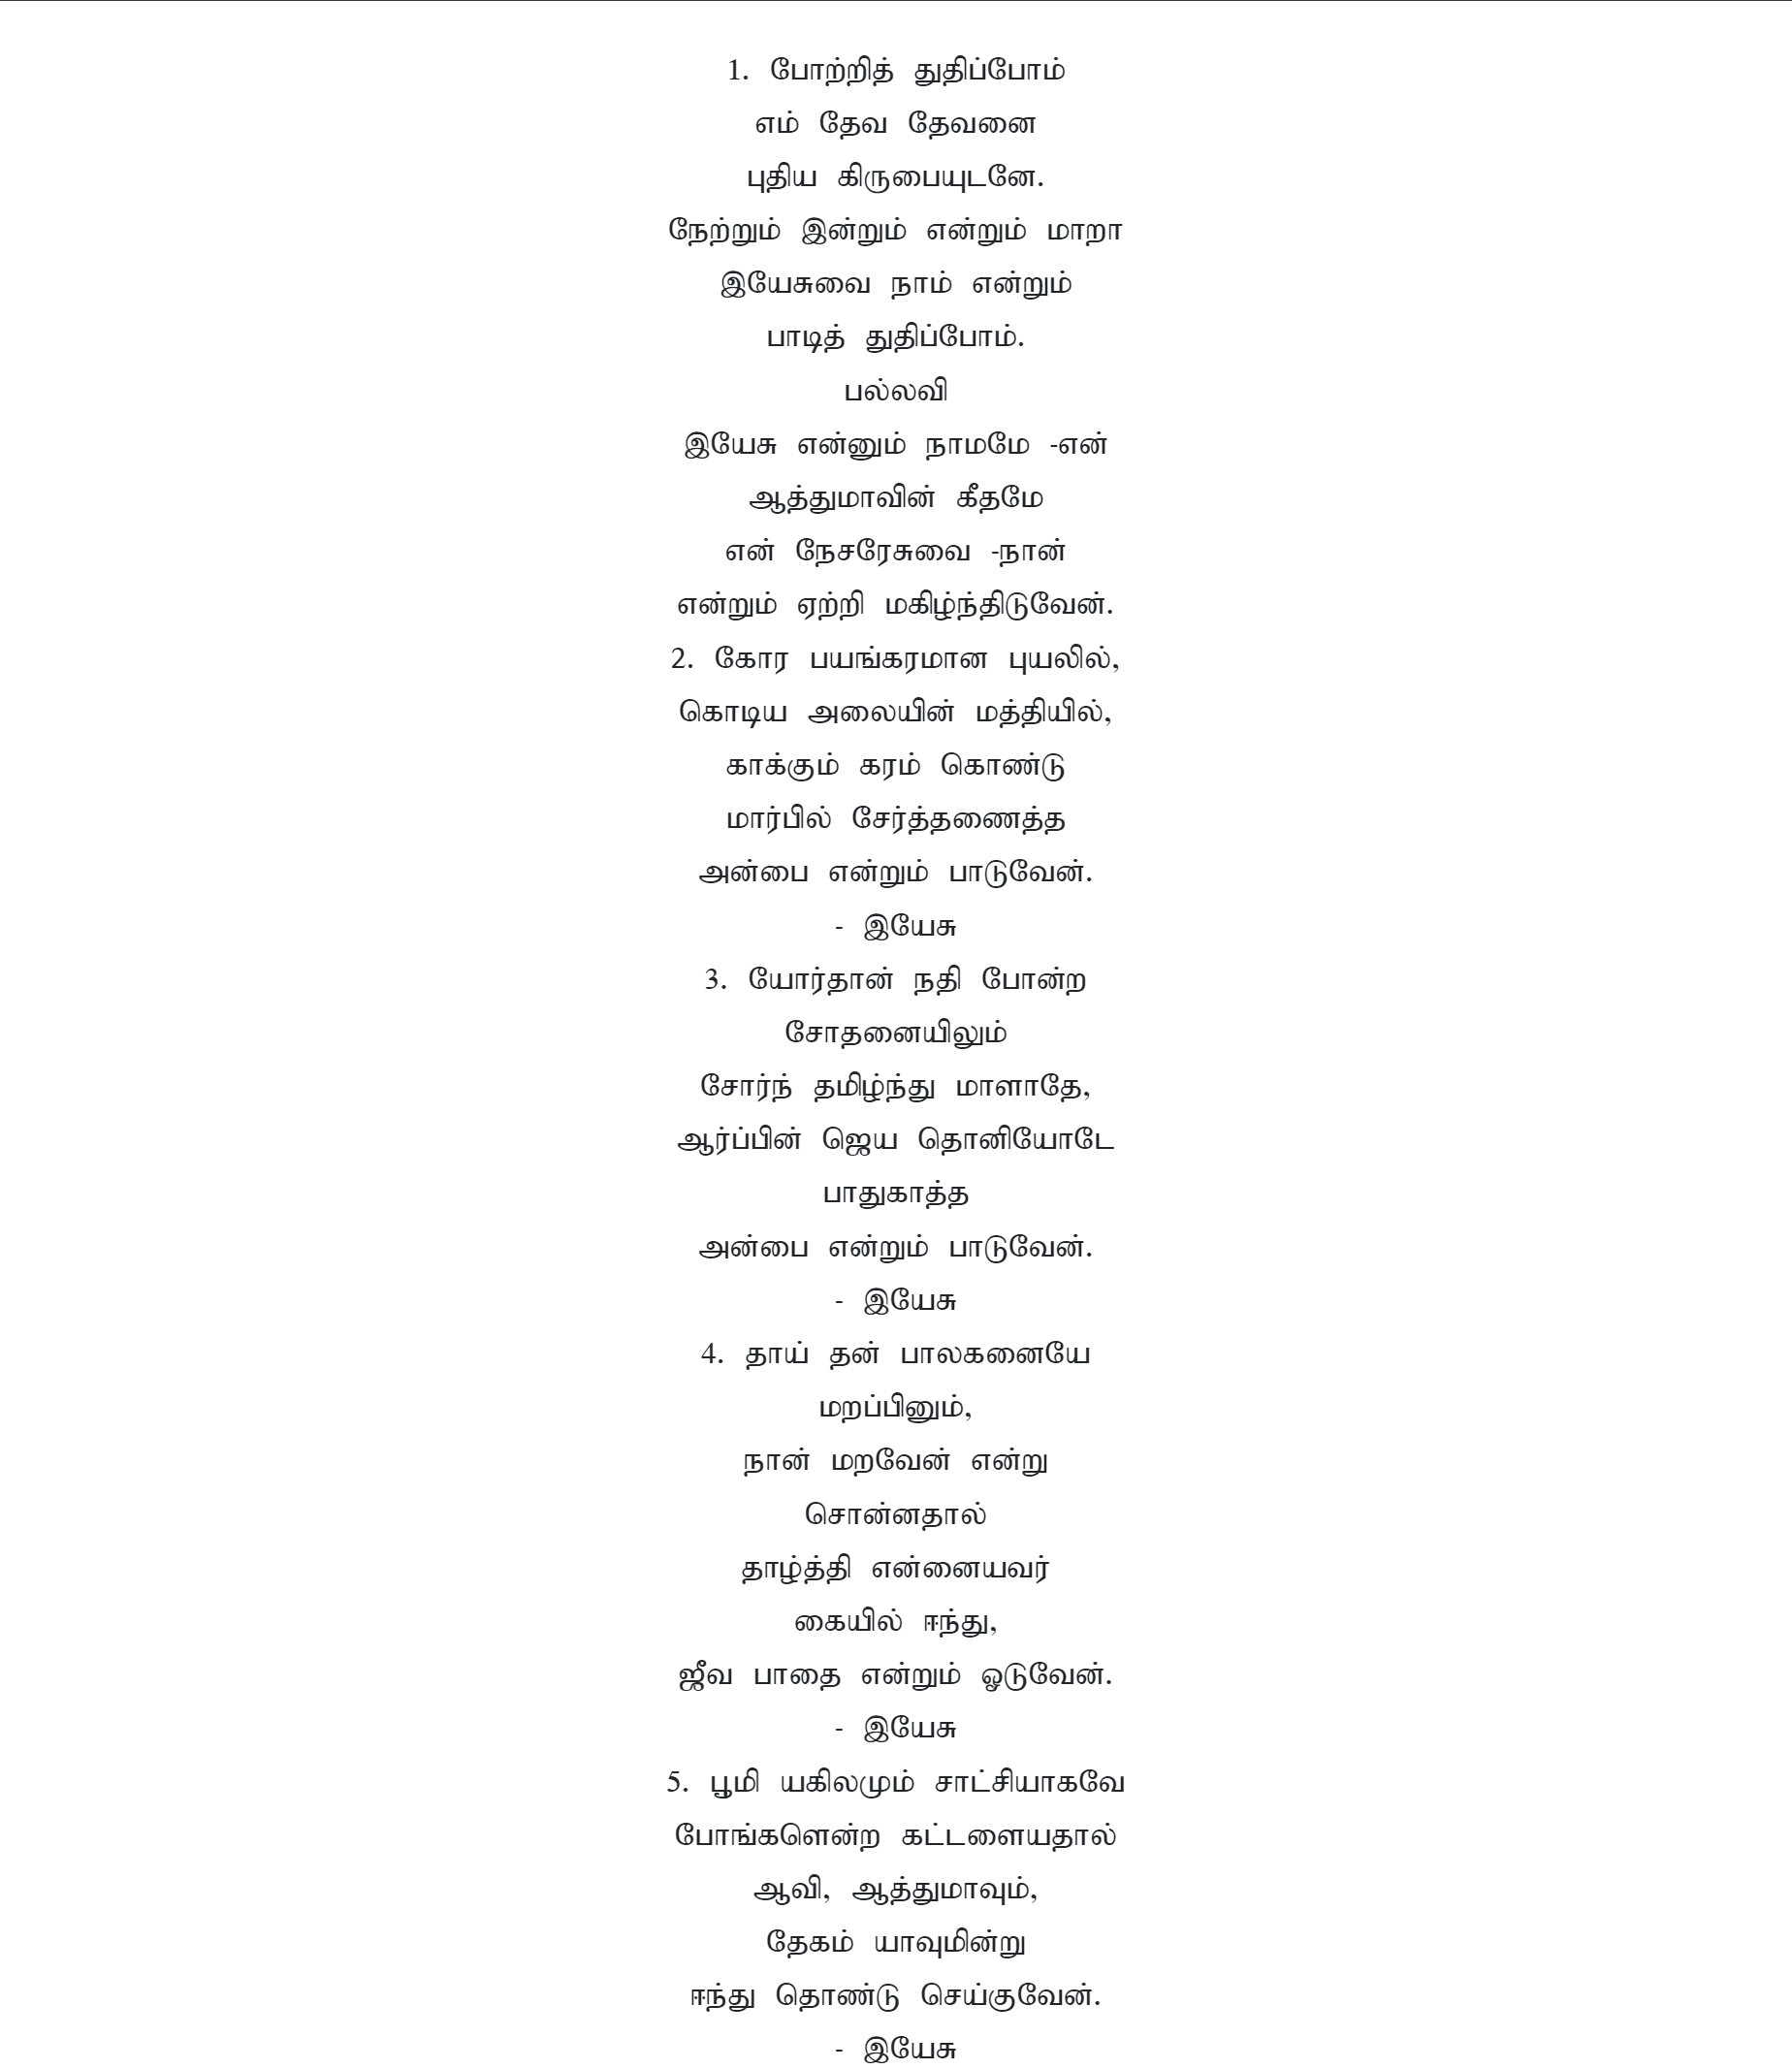 1. போற்றித் துதிப்போம்
எம் தேவ தேவனை
புதிய கிருபையுடனே.
நேற்றும் இன்றும் என்றும் மாறா
இயேசுவை நாம் என்றும்
பாடித் துதிப்போம்.
பல்லவி
இயேசு என்னும் நாமமே -என்
ஆத்துமாவின் கீதமே
என் நேசரேசுவை -நான்
என்றும் ஏற்றி மகிழ்ந்திடுவேன்.
2. கோர பயங்கரமான புயலில்,
கொடிய அலையின் மத்தியில்,
காக்கும் கரம் கொண்டு
மார்பில் சேர்த்தணைத்த
அன்பை என்றும் பாடுவேன்.
- இயேசு
3. யோர்தான் நதி போன்ற
சோதனையிலும்
சோர்ந் தமிழ்ந்து மாளாதே,
ஆர்ப்பின் ஜெய தொனியோடே
பாதுகாத்த
அன்பை என்றும் பாடுவேன்.
- இயேசு
4. தாய் தன் பாலகனையே
மறப்பினும்,
நான் மறவேன் என்று
சொன்னதால்
தாழ்த்தி என்னையவர்
கையில் ஈந்து,
ஜீவ பாதை என்றும் ஓடுவேன்.
- இயேசு
5. பூமி யகிலமும் சாட்சியாகவே
போங்களென்ற கட்டளையதால்
ஆவி, ஆத்துமாவும்,
தேகம் யாவுமின்று
ஈந்து தொண்டு செய்குவேன்.
- இயேசு